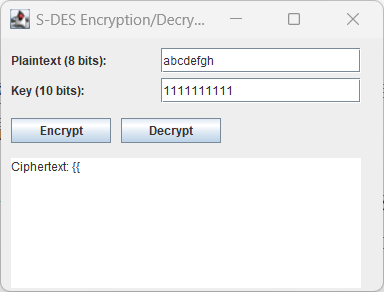 S-DES Encryption/Decry...
Plaintext (8 bits): abcdefgh
Key (10 bits): 1111111111
Encrypt Decrypt
Ciphertext: {{